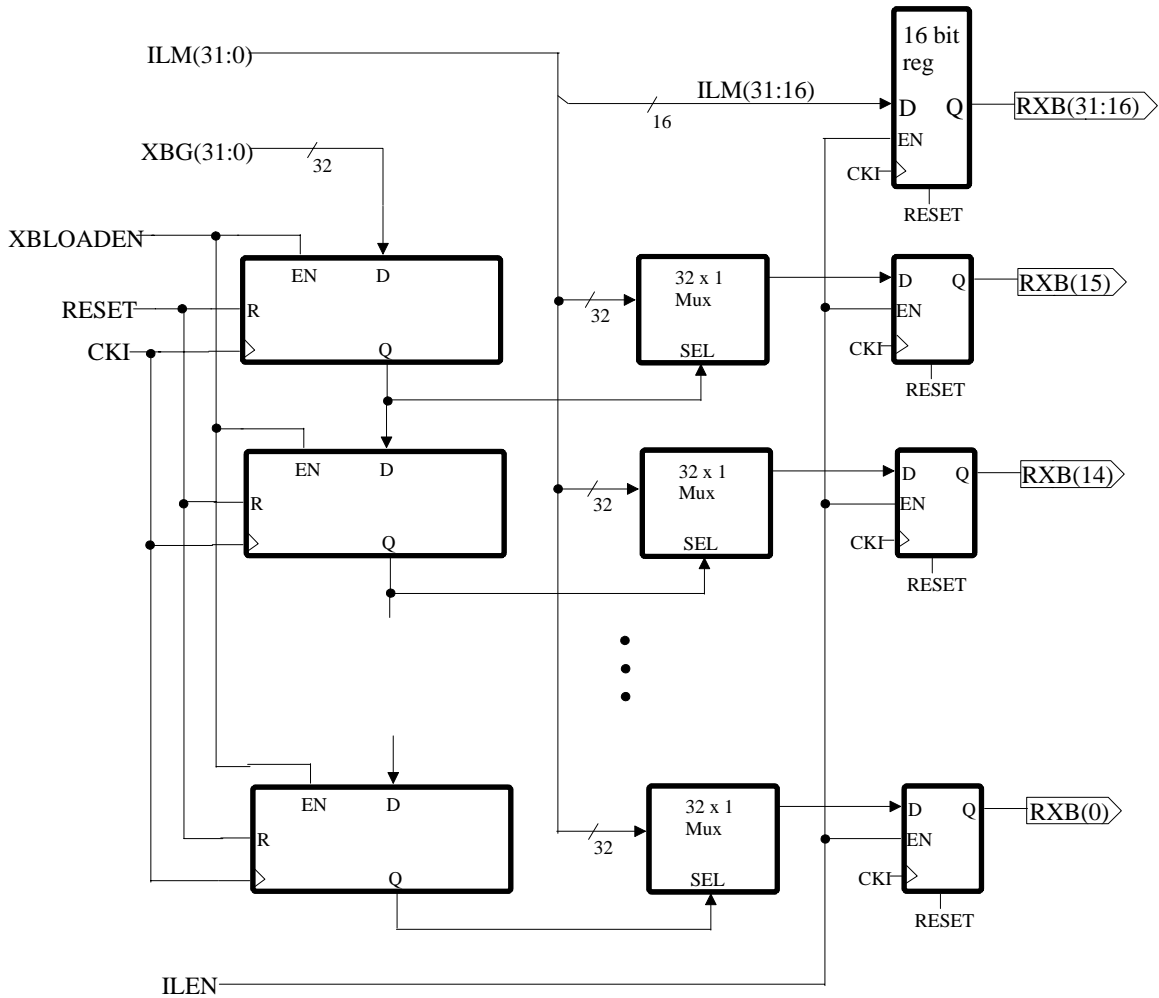 ILM(31:0)
16 bit
reg
ILM(31:16)
16
D
Q
RXB(31:16)
EN
CKI
RESET
XBG(31:0)
32
XBLOADEN
EN
D
RESET
R
CKI
Q
32
32 x 1
Mux
SEL
D
Q
RXB(15)
EN
CKI
RESET
EN
D
R
Q
32
32 x 1
Mux
SEL
D
Q
RXB(14)
EN
CKI
RESET
EN
D
R
Q
32
32 x 1
Mux
SEL
D
Q
RXB(0)
EN
CKI
RESET
ILEN